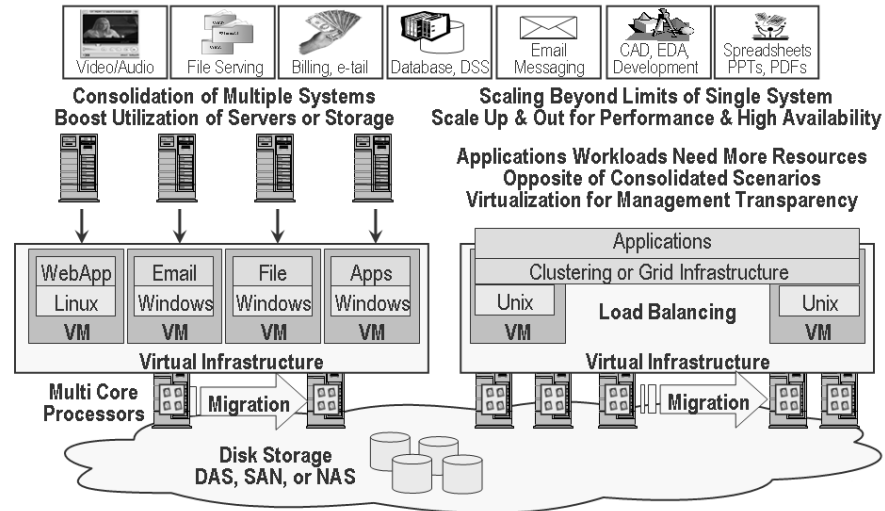 Video/Audio
File Serving
Billing, e-tail
Database, DSS
Email
Messaging
CAD, EDA,
Development
Spreadsheets
PPTs, PDFs
Consolidation of Multiple Systems
Boost Utilization of Servers or Storage
Scaling Beyond Limits of Single System
Scale Up & Out for Performance & High Availability
Applications Workloads Need More Resources
Opposite of Consolidated Scenarios
Virtualization for Management Transparency
WebApp
Linux
VM
Email
Windows
VM
File
Windows
VM
Apps
Windows
VM
Virtual Infrastructure
Applications
Clustering or Grid Infrastructure
Unix
VM
Load Balancing
Unix
VM
Virtual Infrastructure
Multi Core
Processors
Migration
Migration
Disk Storage
DAS, SAN, or NAS